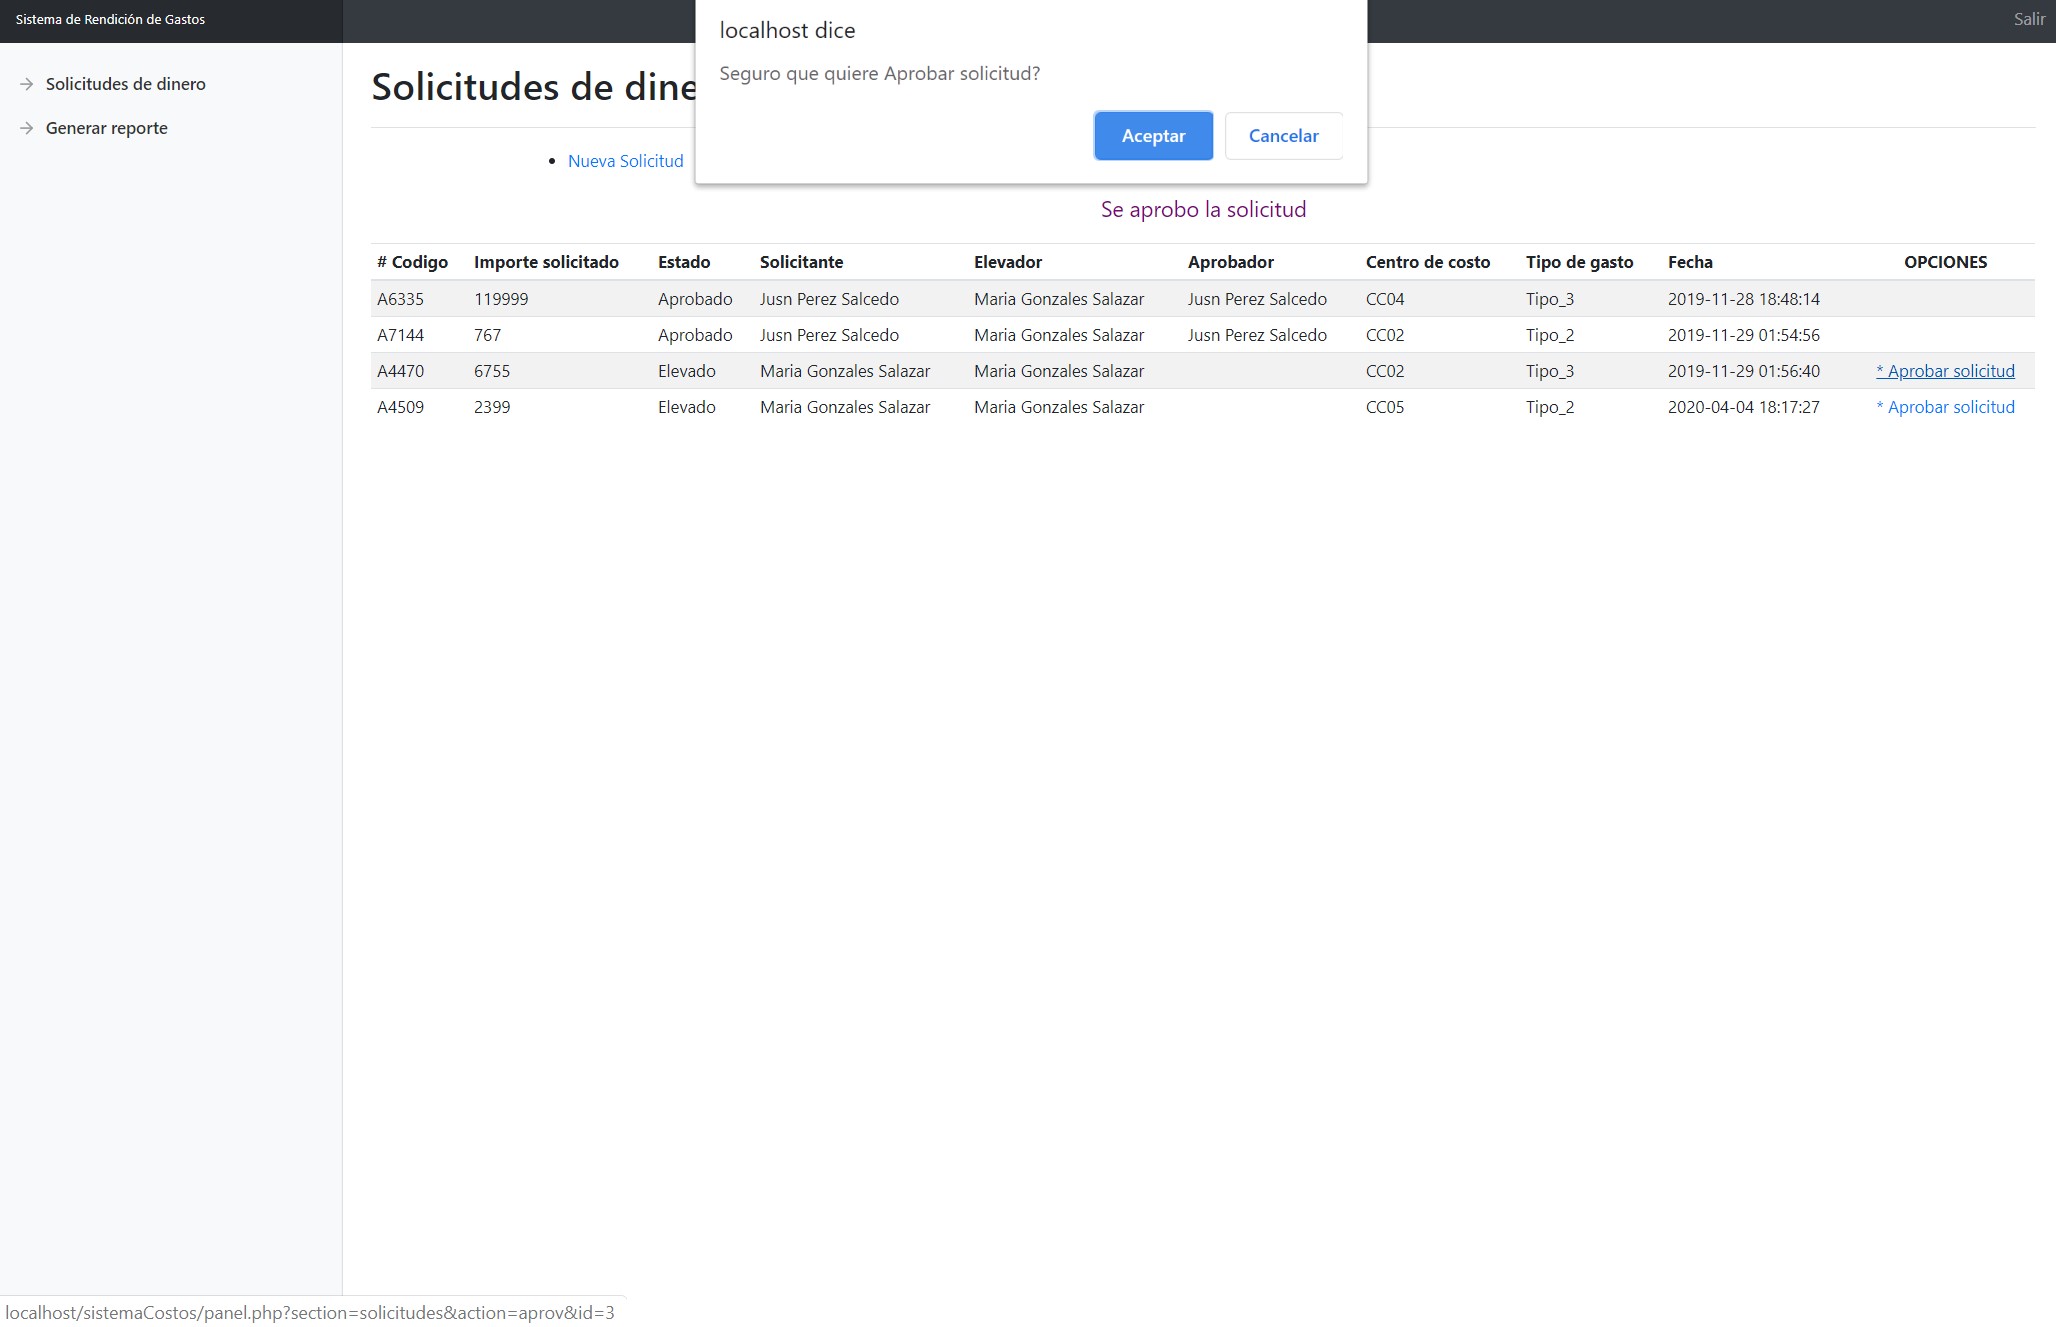 Sistema de Rendición de Gastos
Salir
localhost dice
Seguro que quiere Aprobar solicitud?
Aceptar Cancelar
Solicitudes de dinero
Generar reporte
Solicitudes de dine
Nueva Solicitud
Se aprobo la solicitud
# Codigo Importe solicitado Estado Solicitante Elevador Aprobador Centro de costo Tipo de gasto Fecha OPCIONES
A6335 119999 Aprobado Jusn Perez Salcedo Maria Gonzales Salazar Jusn Perez Salcedo CC04 Tipo_3 2019-11-28 18:48:14
A7144 767 Aprobado Jusn Perez Salcedo Maria Gonzales Salazar Jusn Perez Salcedo CC02 Tipo_2 2019-11-29 01:54:56
A4470 6755 Elevado Maria Gonzales Salazar Maria Gonzales Salazar CC02 Tipo_3 2019-11-29 01:56:40 * Aprobar solicitud
A4509 2399 Elevado Maria Gonzales Salazar Maria Gonzales Salazar CC05 Tipo_2 2020-04-04 18:17:27 * Aprobar solicitud
localhost/sistemaCostos/panel.php?section=solicitudes&action=aprov&id=3